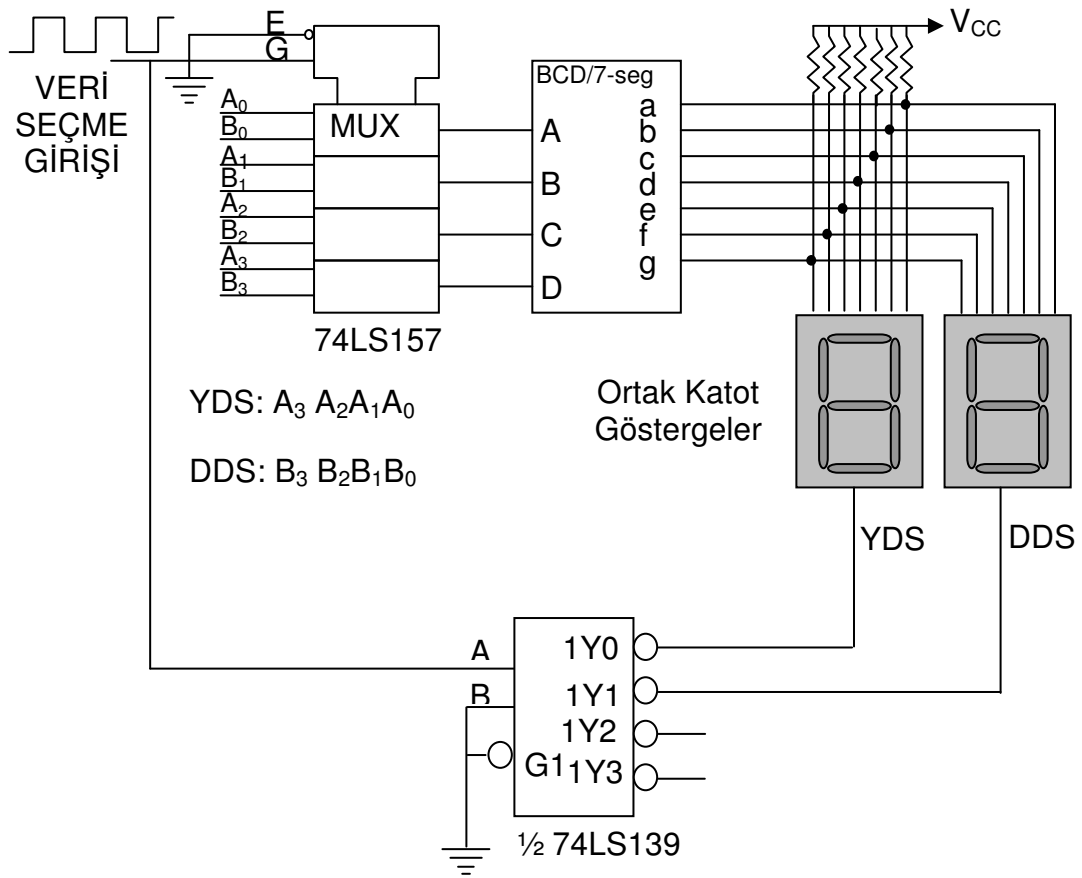 E
G
V_CC
VERİ
SEÇME
GİRİŞİ
A₀
B₀
A₁
B₁
A₂
B₂
A₃
B₃
MUX
74LS157
BCD/7-seg
A
B
C
D
a
b
c
d
e
f
g
YDS: A₃ A₂A₁A₀
DDS: B₃ B₂B₁B₀
Ortak Katot
Göstergeler
YDS
DDS
A
B
G1
1Y0
1Y1
1Y2
1Y3
½ 74LS139